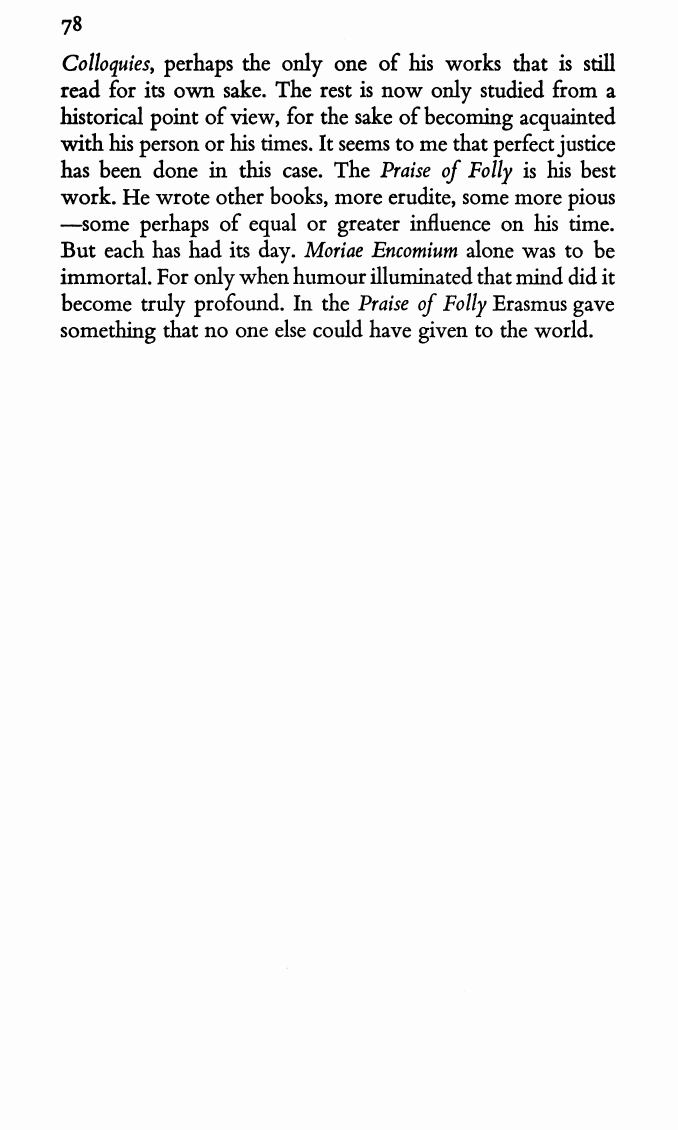 78
Colloquies, perhaps the only one of his works that is still
read for its own sake. The rest is now only studied from a
historical point of view, for the sake of becoming acquainted
with his person or his times. It seems to me that perfect justice
has been done in this case. The Praise of Folly is his best
work. He wrote other books, more erudite, some more pious
—some perhaps of equal or greater influence on his time.
But each has had its day. Moriae Encomium alone was to be
immortal. For only when humour illuminated that mind did it
become truly profound. In the Praise of Folly Erasmus gave
something that no one else could have given to the world.